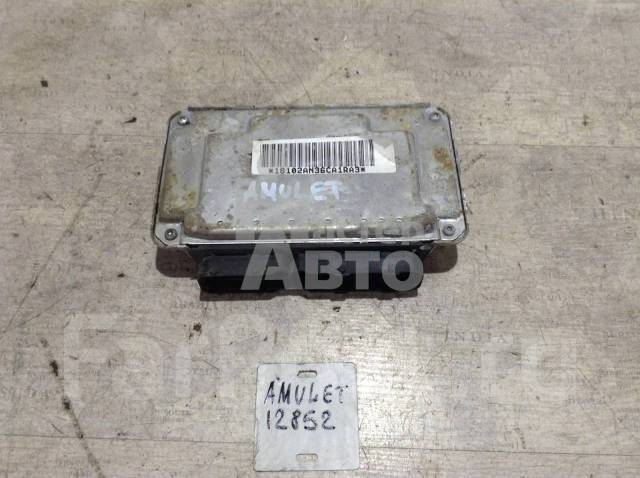 *18102AM36CA1RA3*
AMULET
АВТО
AMULET
12852